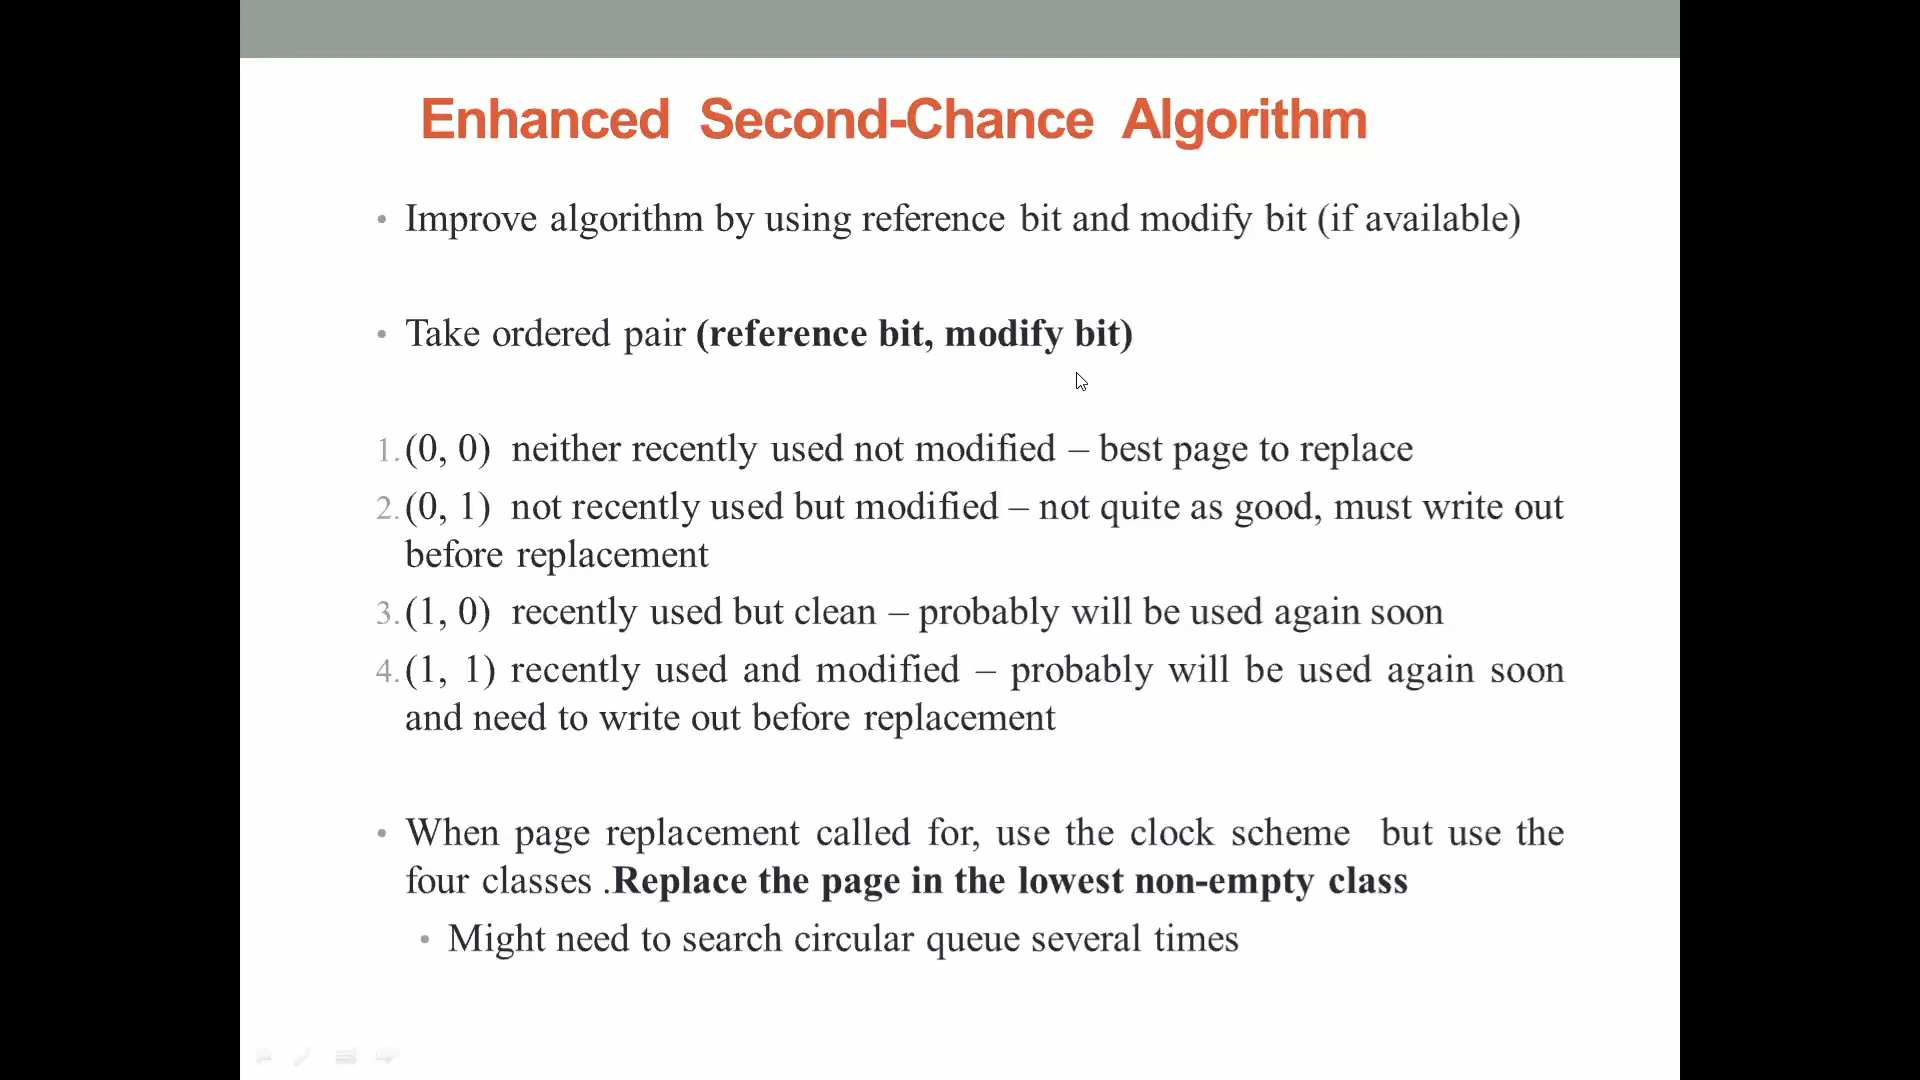 Enhanced Second-Chance Algorithm
• Improve algorithm by using reference bit and modify bit (if available)
• Take ordered pair (reference bit, modify bit)
1. (0, 0) neither recently used not modified – best page to replace
2. (0, 1) not recently used but modified – not quite as good, must write out
before replacement
3. (1, 0) recently used but clean – probably will be used again soon
4. (1, 1) recently used and modified – probably will be used again soon
and need to write out before replacement
• When page replacement called for, use the clock scheme but use the
four classes .Replace the page in the lowest non-empty class
• Might need to search circular queue several times